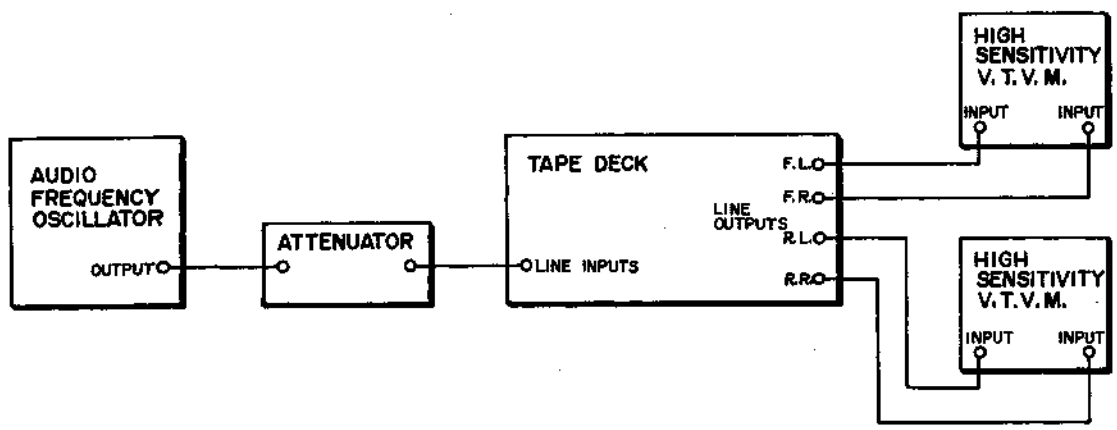 AUDIO
FREQUENCY
OSCILLATOR
OUTPUT
ATTENUATOR
TAPE DECK
LINE INPUTS
LINE
OUTPUTS
F.L.
F.R.
R.L.
R.R.
HIGH
SENSITIVITY
V.T.V.M.
INPUT INPUT
HIGH
SENSITIVITY
V.T.V.M.
INPUT INPUT